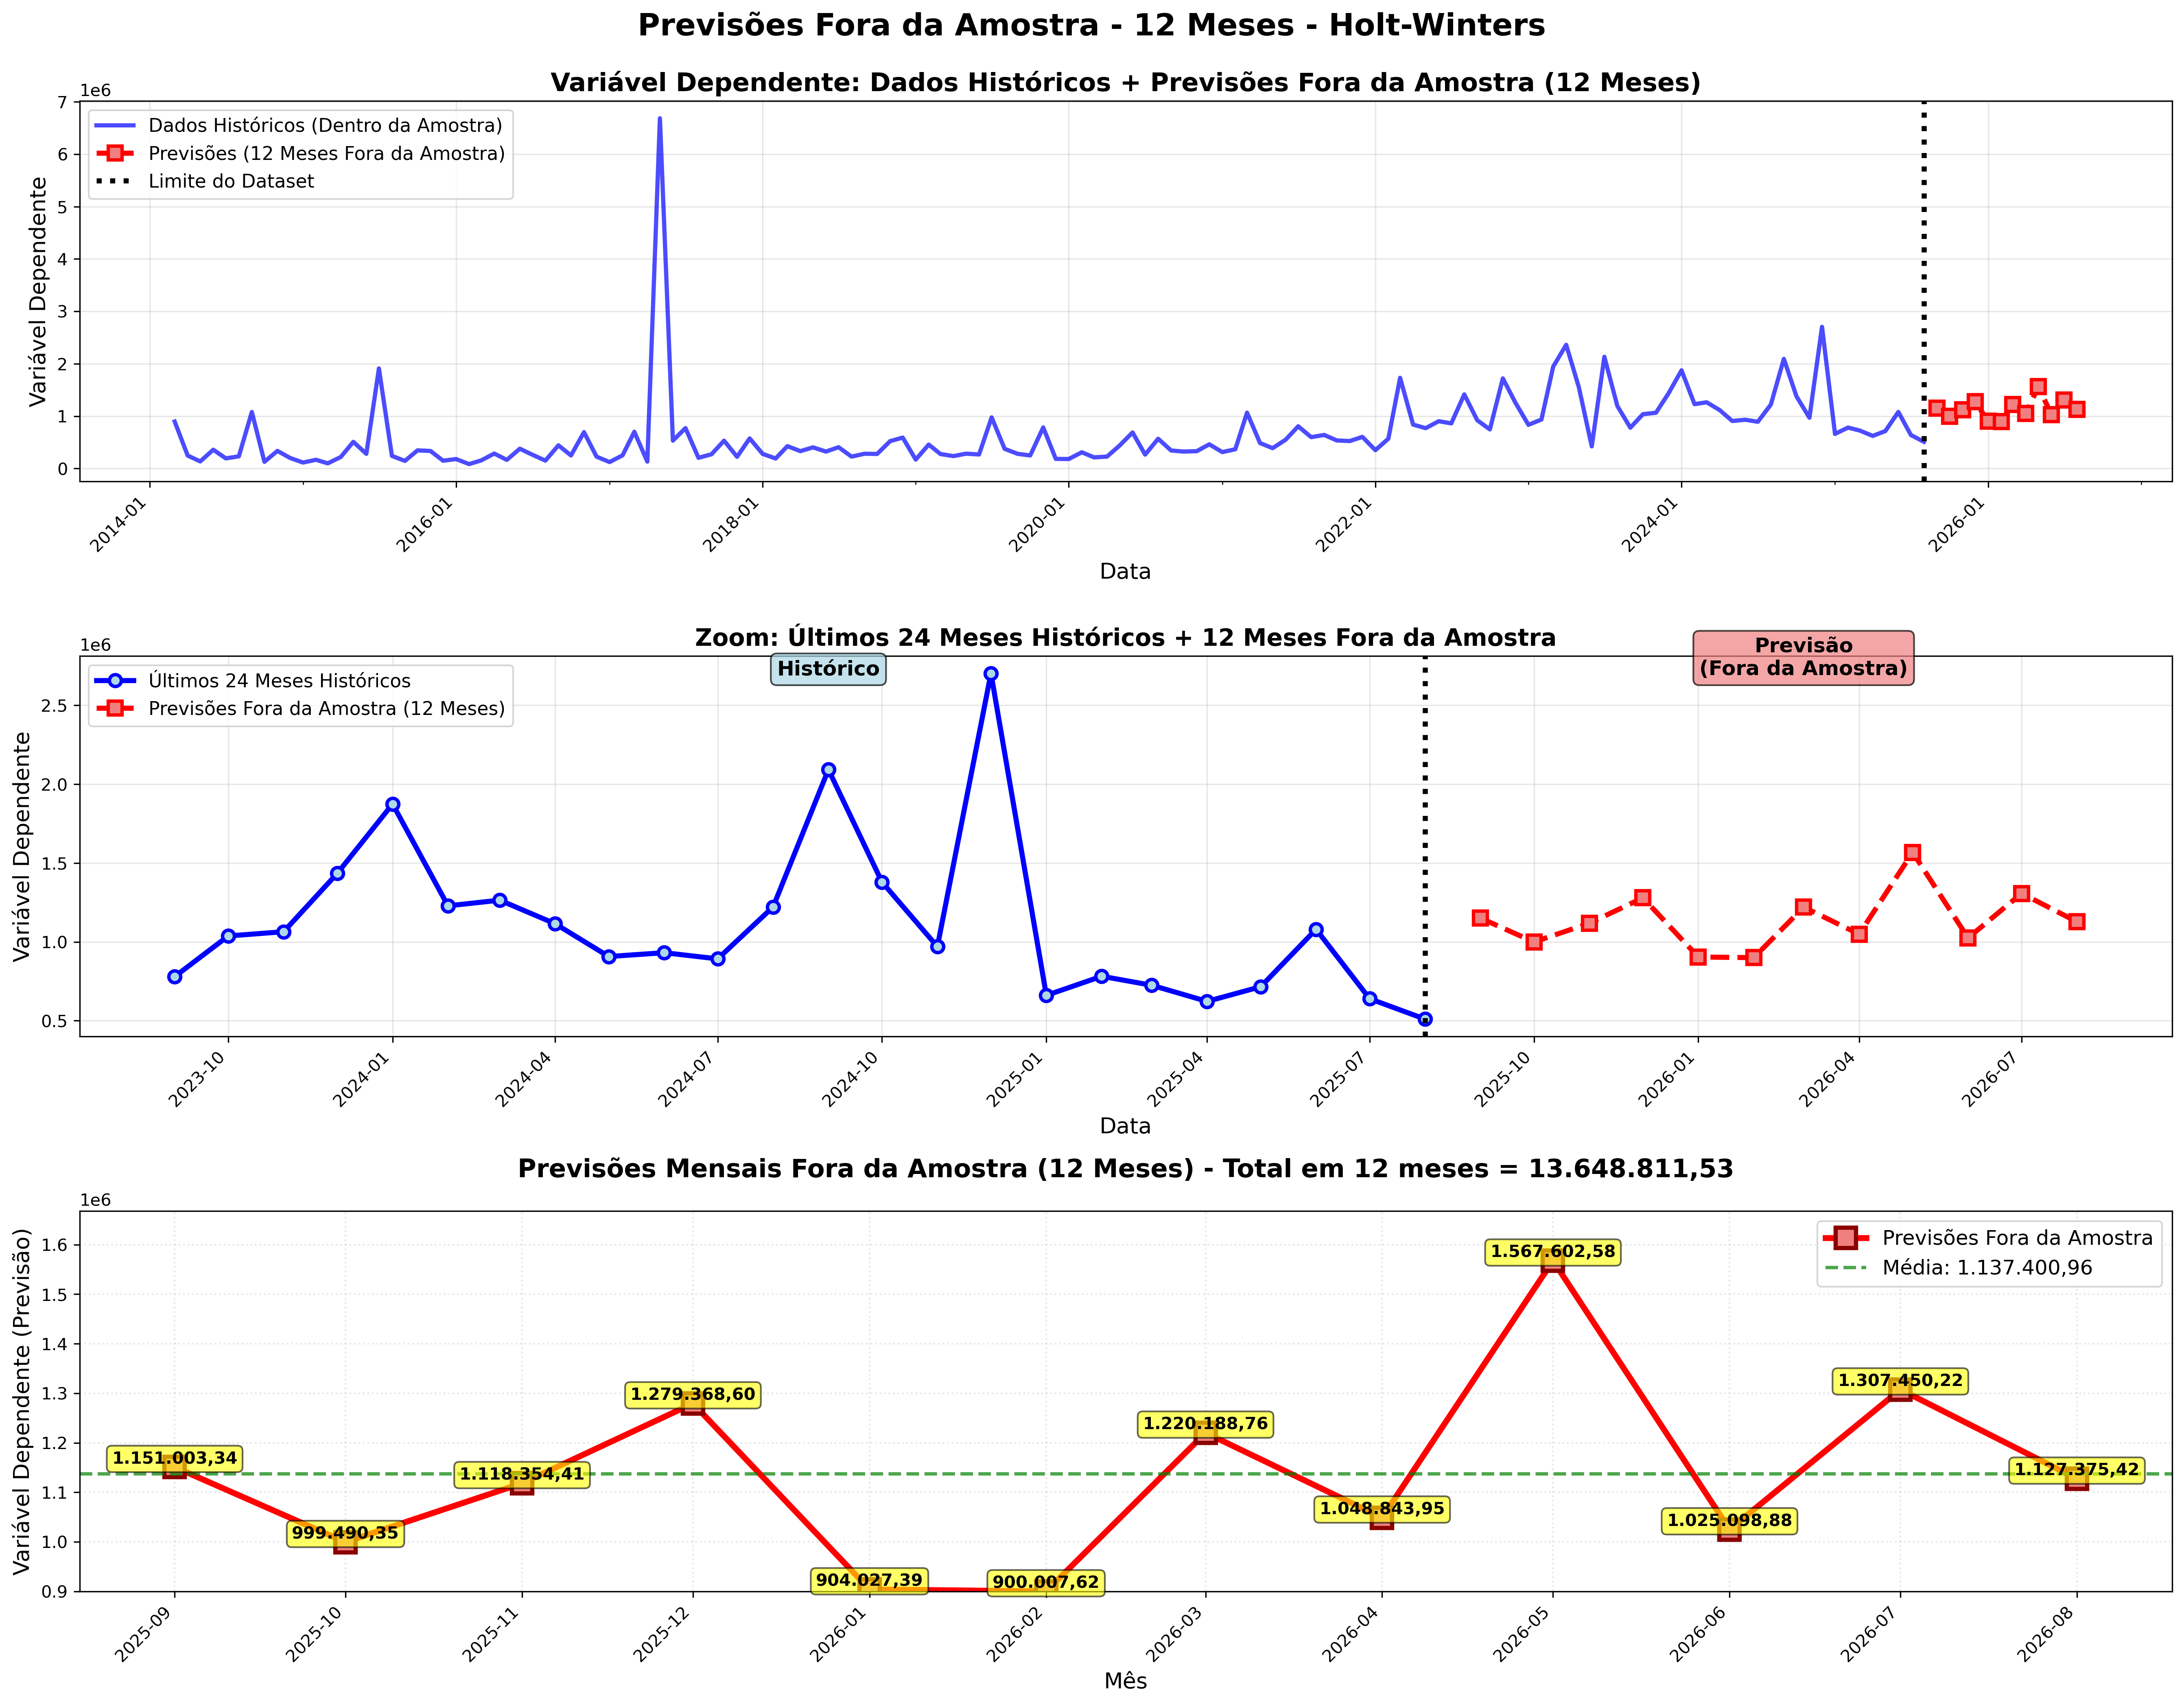 Previsões Fora da Amostra - 12 Meses - Holt-Winters
Variável Dependente: Dados Históricos + Previsões Fora da Amostra (12 Meses)
1e6
7
6
5
4
3
2
1
0
Variável Dependente
Dados Históricos (Dentro da Amostra)
Previsões (12 Meses Fora da Amostra)
Limite do Dataset
2014-01
2016-01
2018-01
2020-01
2022-01
2024-01
2026-01
Data
Zoom: Últimos 24 Meses Históricos + 12 Meses Fora da Amostra
1e6
2.5
2.0
1.5
1.0
0.5
Variável Dependente
Últimos 24 Meses Históricos
Previsões Fora da Amostra (12 Meses)
Histórico
Previsão
(Fora da Amostra)
2023-10
2024-01
2024-04
2024-07
2024-10
2025-01
2025-04
2025-07
2025-10
2026-01
2026-04
2026-07
Data
Previsões Mensais Fora da Amostra (12 Meses) - Total em 12 meses = 13.648.811,53
1e6
1.6
1.5
1.4
1.3
1.2
1.1
1.0
0.9
Variável Dependente (Previsão)
Previsões Fora da Amostra
Média: 1.137.400,96
1.151.003,34
999.490,35
1.118.354,41
1.279.368,60
904.027,39
900.007,62
1.220.188,76
1.048.843,95
1.567.602,58
1.025.098,88
1.307.450,22
1.127.375,42
2025-09
2025-10
2025-11
2025-12
2026-01
2026-02
2026-03
2026-04
2026-05
2026-06
2026-07
2026-08
Mês